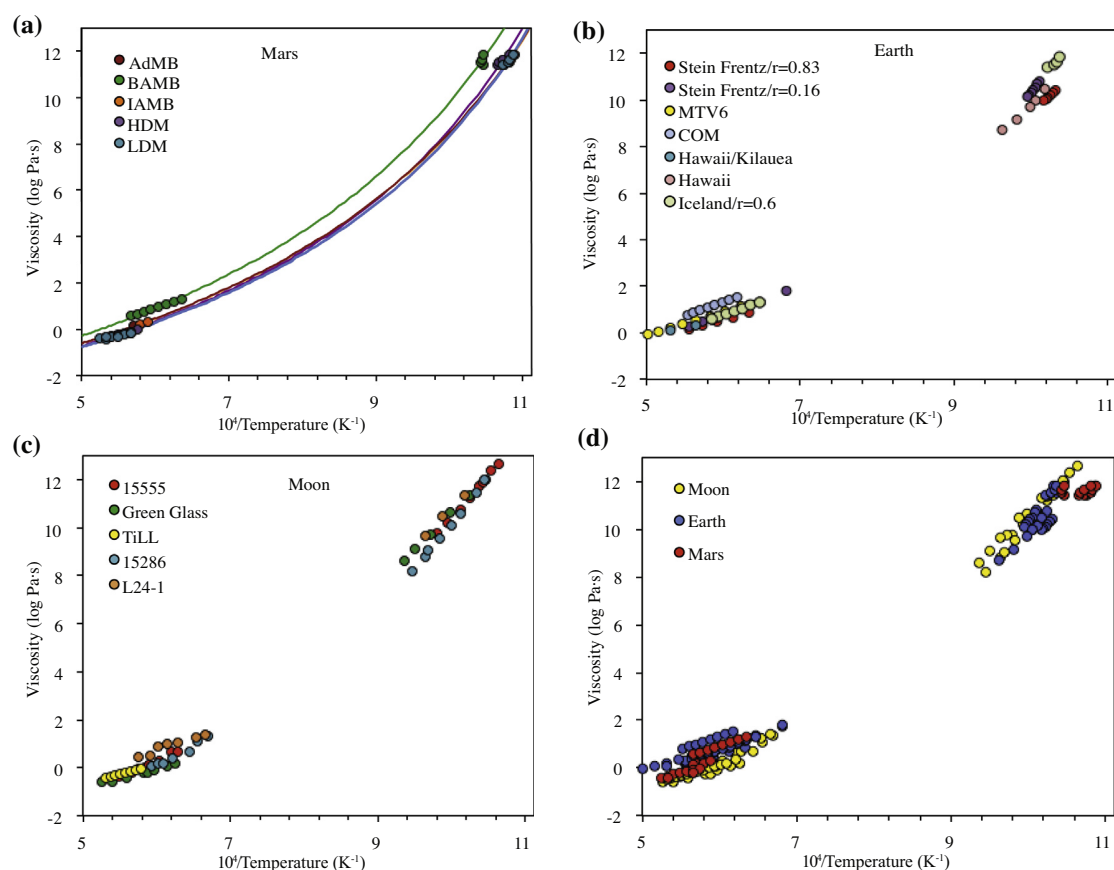 (a)
Mars
AdMB
BAMB
IAMB
HDM
LDM
12
10
8
6
4
2
0
-2
Viscosity (log Pa·s)
5
7
9
11
10⁴/Temperature (K⁻¹)
(b)
Earth
Stein Frentz/r=0.83
Stein Frentz/r=0.16
MTV6
COM
Hawaii/Kilauea
Hawaii
Iceland/r=0.6
12
10
8
6
4
2
0
-2
Viscosity (log Pa·s)
5
7
9
11
10⁴/Temperature (K⁻¹)
(c)
Moon
15555
Green Glass
TiLL
15286
L24-1
12
10
8
6
4
2
0
-2
Viscosity (log Pa·s)
5
7
9
11
10⁴/Temperature (K⁻¹)
(d)
Moon
Earth
Mars
12
10
8
6
4
2
0
-2
Viscosity (log Pa·s)
5
7
9
11
10⁴/Temperature (K⁻¹)